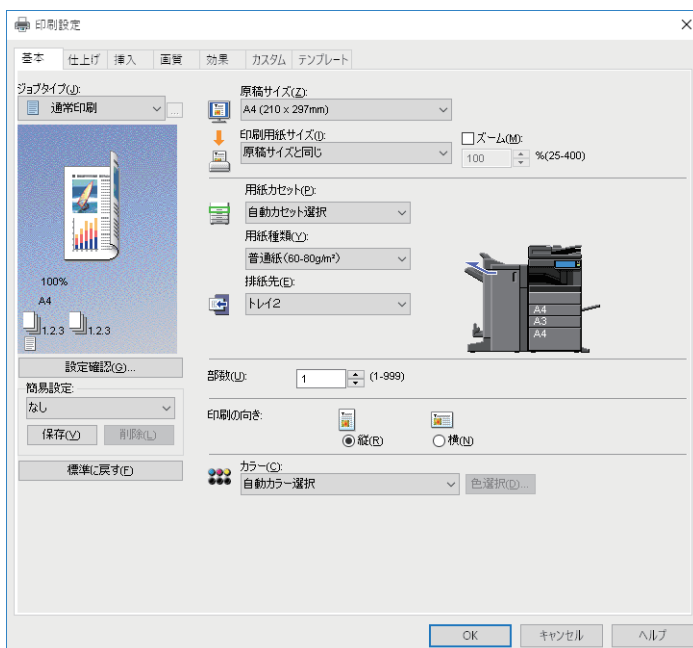 印刷設定
基本 仕上げ 挿入 画質 効果 カスタム テンプレート
ジョブタイプ(J):
通常印刷
...
100%
A4
1.2.3 1.2.3
設定確認(G)...
簡易設定:
なし
保存(V) 削除(L)
標準に戻す(F)
原稿サイズ(Z):
A4 (210 x 297mm)
印刷用紙サイズ(I):
原稿サイズと同じ
ズーム(M):
100 %(25-400)
用紙カセット(P):
自動カセット選択
用紙種類(Y):
普通紙(60-80g/m²)
排紙先(E):
トレイ2
A4
A3
A4
部数(U): 1 (1-999)
印刷の向き:
縦(R) 横(N)
カラー(C):
自動カラー選択 色選択(D)...
OK キャンセル ヘルプ